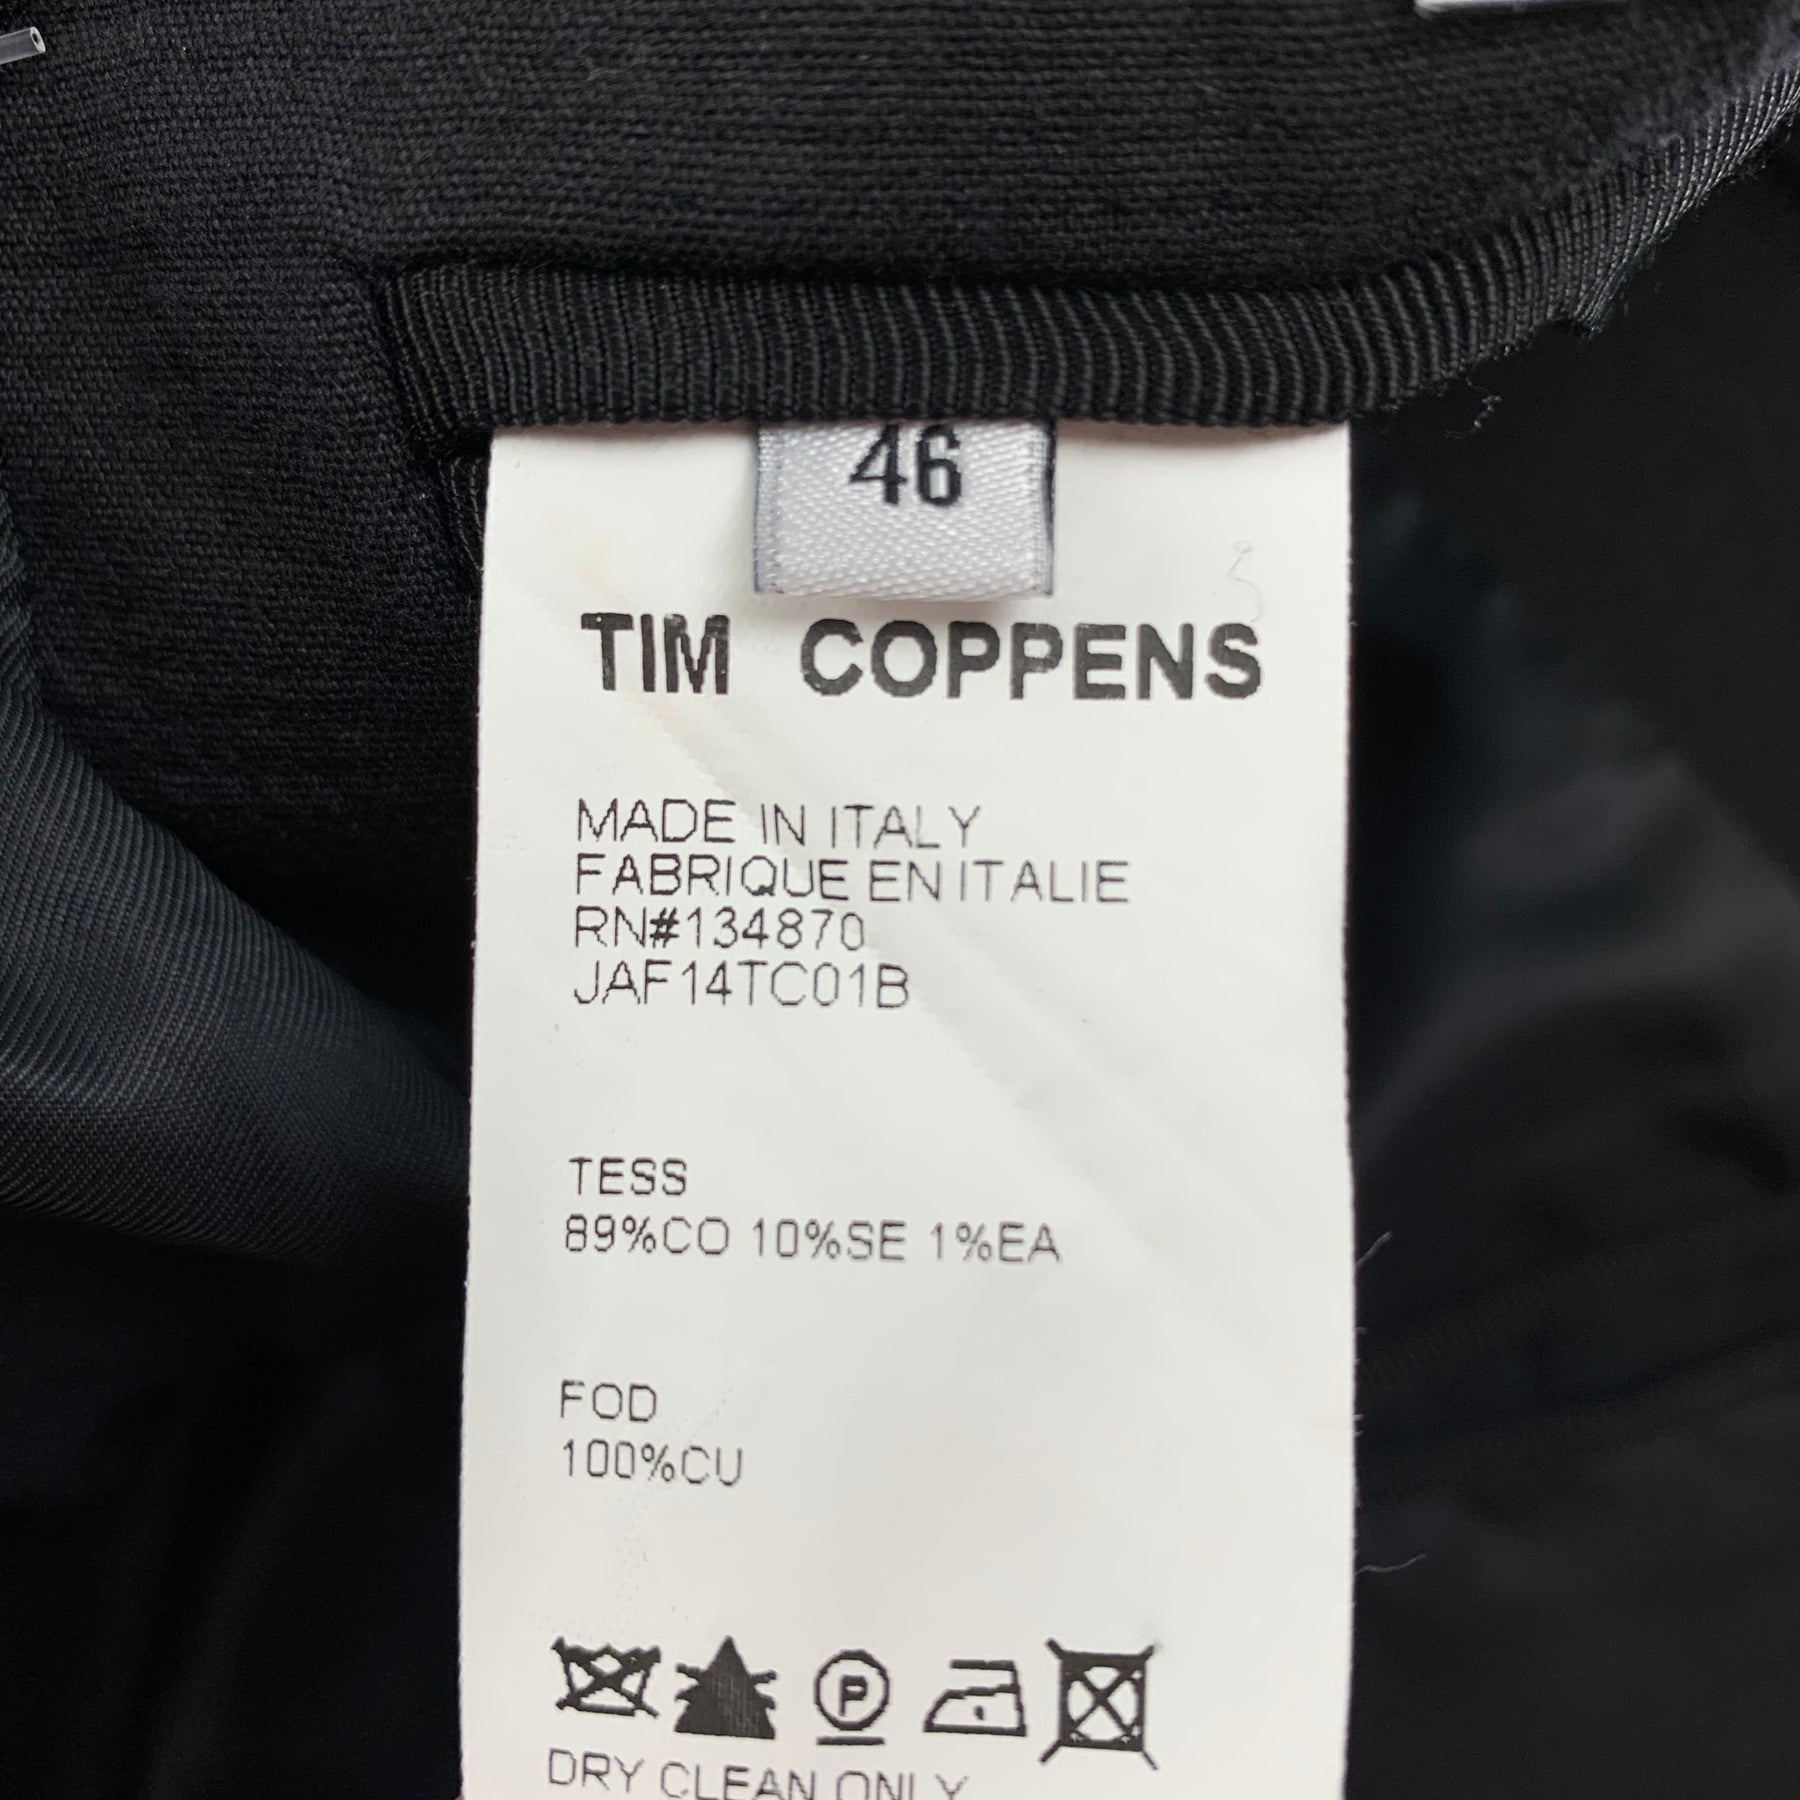 46
TIM COPPENS
MADE IN ITALY
FABRIQUE EN ITALIE
RN#134870
JAF14TC01B
TESS
89%CO 10%SE 1%EA
FOD
100%CU
P
DRY CLEAN ONLY